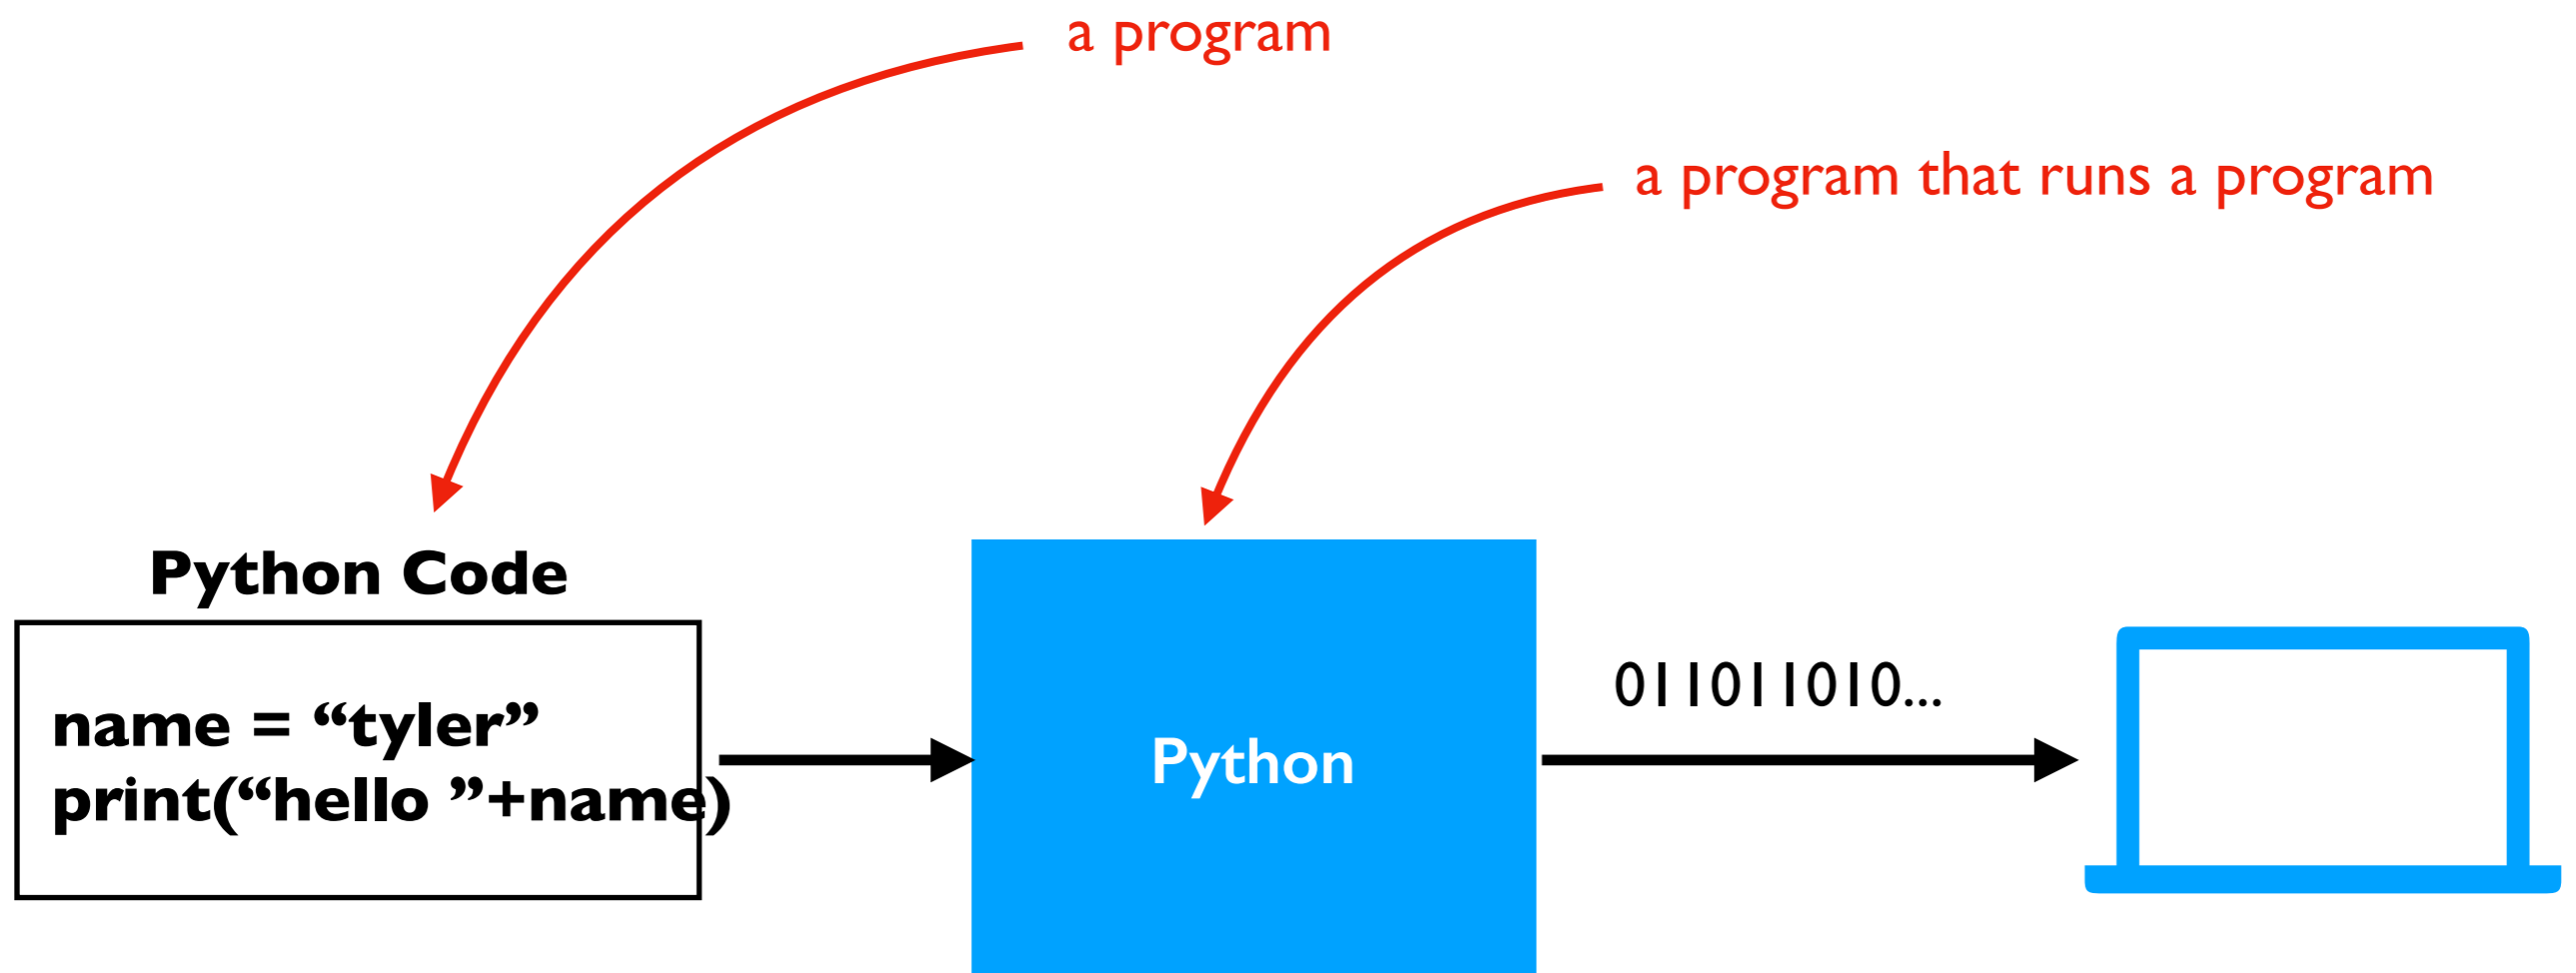 a program
a program that runs a program
Python Code
name = “tyler”
print(“hello ”+name)
Python
011011010...